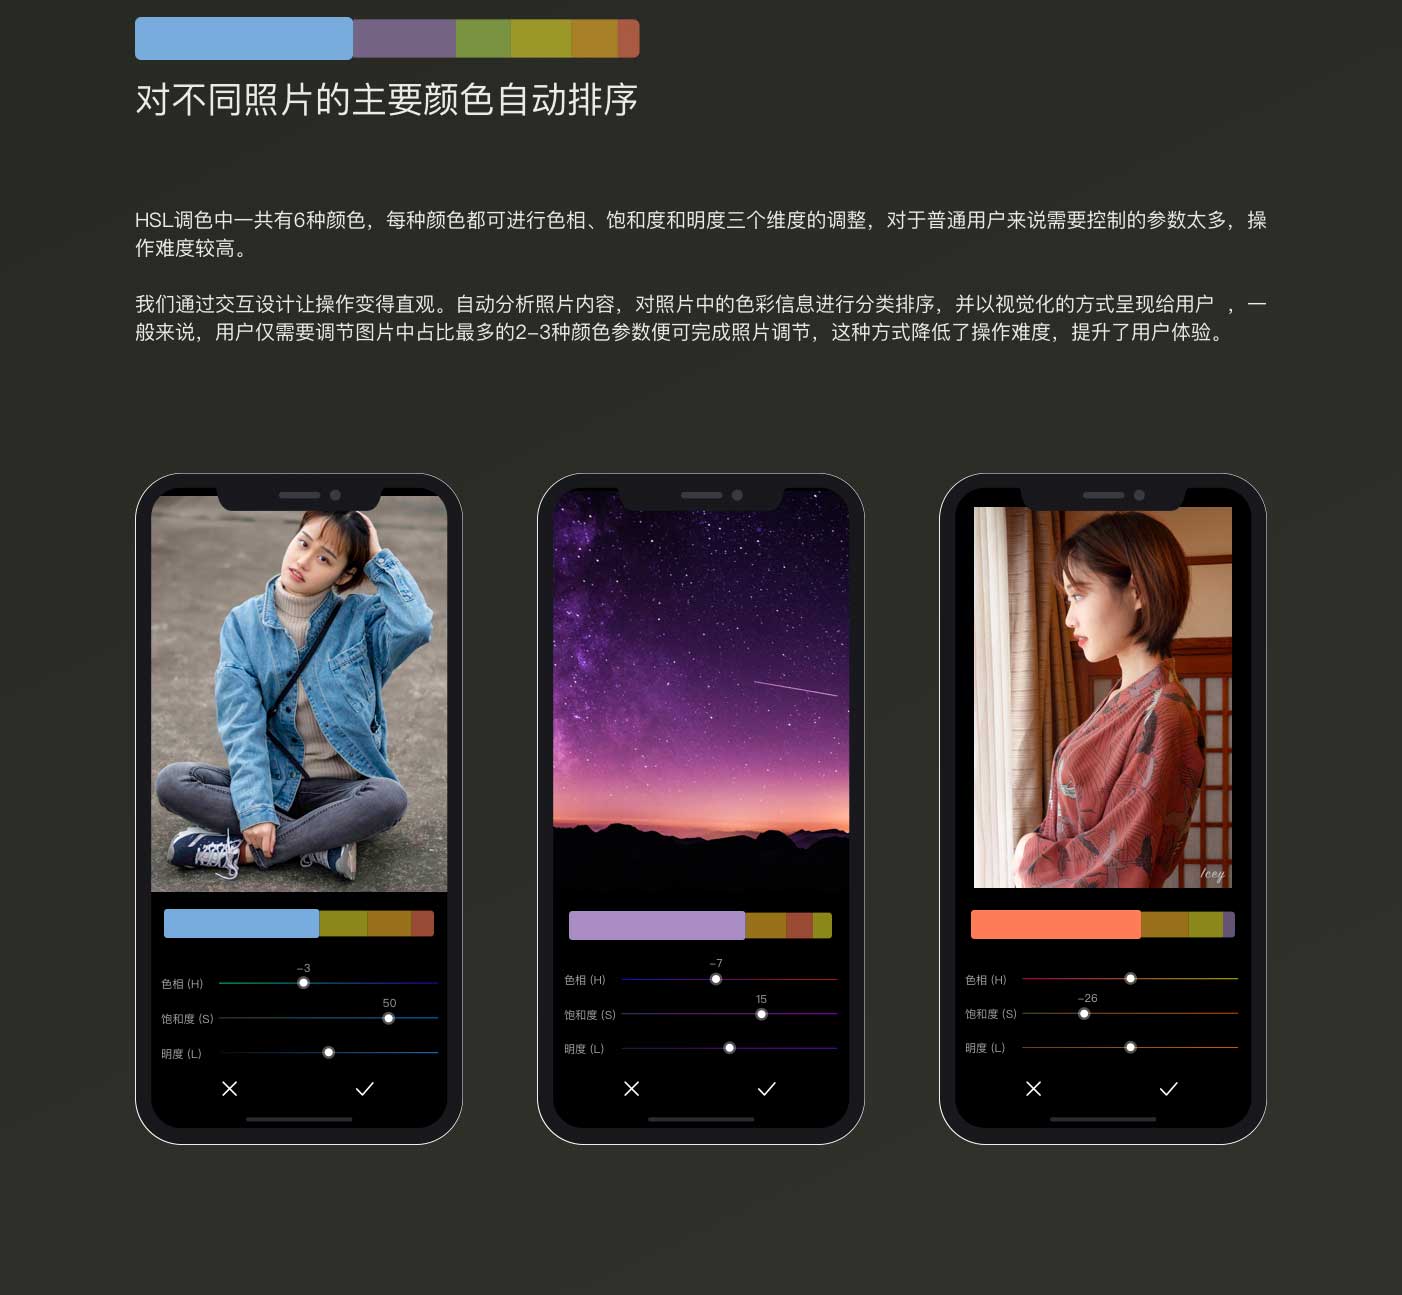 对不同照片的主要颜色自动排序
HSL调色中一共有6种颜色，每种颜色都可进行色相、饱和度和明度三个维度的调整，对于普通用户来说需要控制的参数太多，操
作难度较高。
我们通过交互设计让操作变得直观。自动分析照片内容，对照片中的色彩信息进行分类排序，并以视觉化的方式呈现给用户 ，一
般来说，用户仅需要调节图片中占比最多的2-3种颜色参数便可完成照片调节，这种方式降低了操作难度，提升了用户体验。
-3
色相 (H)
50
饱和度 (S)
明度 (L)
-7
色相 (H)
15
饱和度 (S)
明度 (L)
Icey
色相 (H)
-26
饱和度 (S)
明度 (L)